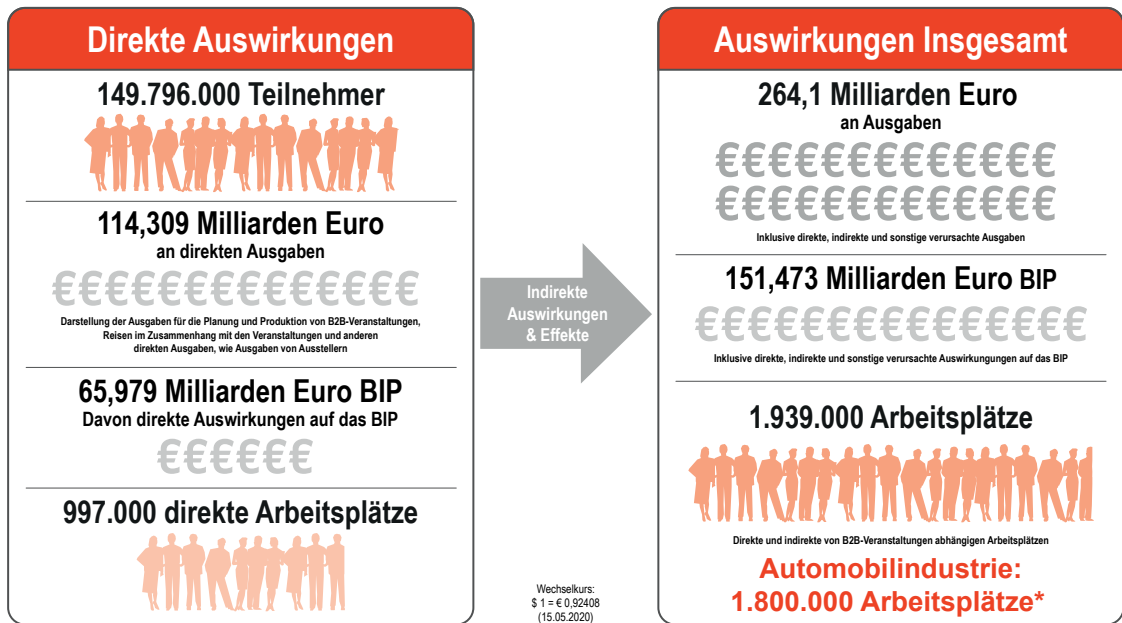 Direkte Auswirkungen
149.796.000 Teilnehmer
114,309 Milliarden Euro
an direkten Ausgaben
€€€€€€€€€€€€€€
Darstellung der Ausgaben für die Planung und Produktion von B2B-Veranstaltungen,
Reisen im Zusammenhang mit den Veranstaltungen und anderen
direkten Ausgaben, wie Ausgaben von Ausstellern
65,979 Milliarden Euro BIP
Davon direkte Auswirkungen auf das BIP
€€€€€€
997.000 direkte Arbeitsplätze
Indirekte
Auswirkungen
& Effekte
Wechselkurs:
$ 1 = € 0,92408
(15.05.2020)
Auswirkungen Insgesamt
264,1 Milliarden Euro
an Ausgaben
€€€€€€€€€€€€€
€€€€€€€€€€€€€
Inklusive direkte, indirekte und sonstige verursachte Ausgaben
151,473 Milliarden Euro BIP
€€€€€€€€€€€€€€€
Inklusive direkte, indirekte und sonstige verursachte Auswirkungungen auf das BIP
1.939.000 Arbeitsplätze
Direkte und indirekte von B2B-Veranstaltungen abhängigen Arbeitsplätzen
Automobilindustrie:
1.800.000 Arbeitsplätze*